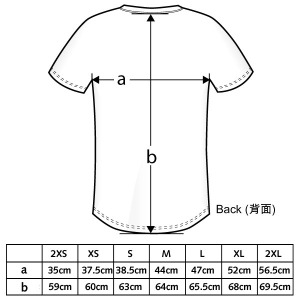 a
b
Back (背面)
2XS XS S M L XL 2XL
a 35cm 37.5cm 38.5cm 44cm 47cm 52cm 56.5cm
b 59cm 60cm 63cm 64cm 65.5cm 68cm 69.5cm